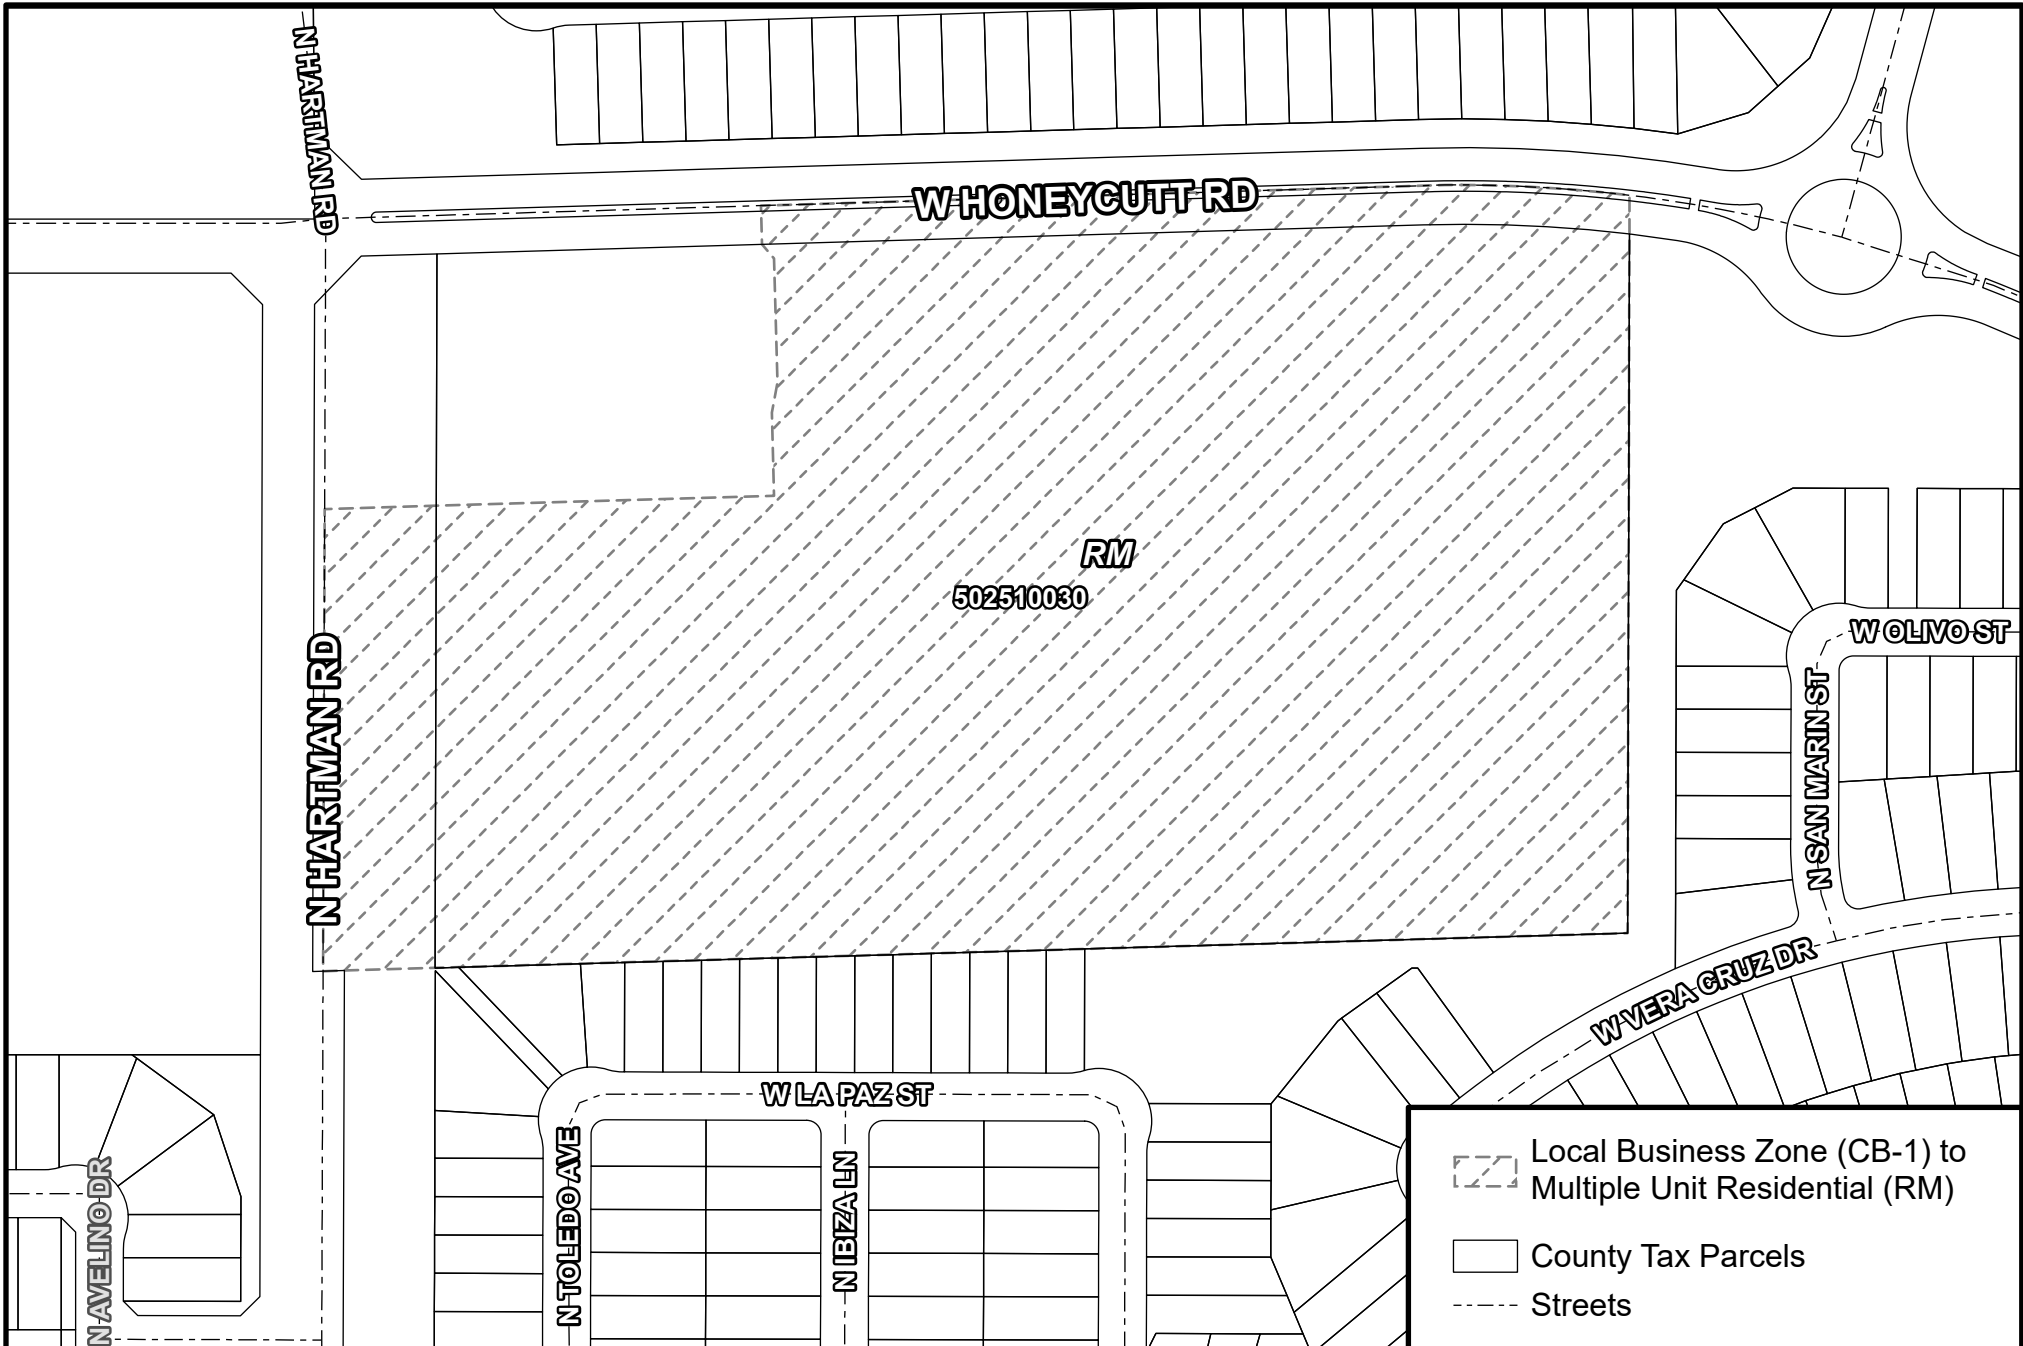 N HARTMAN RD
W HONEYCUTT RD
RM
502510030
N HARTMAN RD
W OLIVO ST
N SAN MARIN ST
W VERA CRUZ DR
W LA PAZ ST
N TOLEDO AVE
N IBIZA LN
N AVELINO DR
Local Business Zone (CB-1) to
Multiple Unit Residential (RM)
County Tax Parcels
Streets